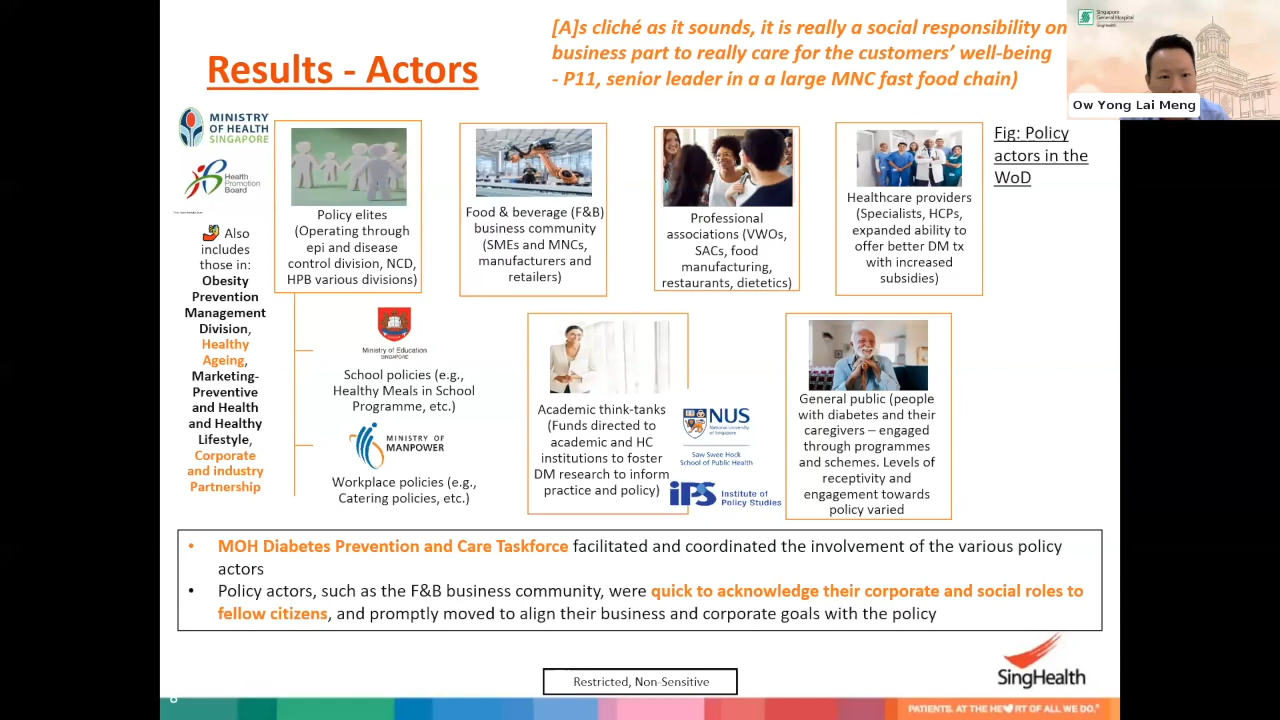 [A]s cliché as it sounds, it is really a social responsibility on
business part to really care for the customers’ well-being
- P11, senior leader in a a large MNC fast food chain)
Singapore
General Hospital
SingHealth
Ow Yong Lai Meng
Results - Actors
MINISTRY
OF HEALTH
SINGAPORE
Health
Promotion
Board
Also
includes
those in:
Obesity
Prevention
Management
Division,
Healthy
Ageing,
Marketing-
Preventive
and Health
and Healthy
Lifestyle,
Corporate
and industry
Partnership
Policy elites
(Operating through
epi and disease
control division, NCD,
HPB various divisions)
Food & beverage (F&B)
business community
(SMEs and MNCs,
manufacturers and
retailers)
Professional
associations (VWOs,
SACs, food
manufacturing,
restaurants, dietetics)
Healthcare providers
(Specialists, HCPs,
expanded ability to
offer better DM tx
with increased
subsidies)
Fig: Policy
actors in the
WoD
Ministry of Education
SINGAPORE
School policies (e.g.,
Healthy Meals in School
Programme, etc.)
MINISTRY OF
MANPOWER
Workplace policies (e.g.,
Catering policies, etc.)
Academic think-tanks
(Funds directed to
academic and HC
institutions to foster
DM research to inform
practice and policy)
NUS
National University
of Singapore
Saw Swee Hock
School of Public Health
iPS Institute of
Policy Studies
General public (people
with diabetes and their
caregivers – engaged
through programmes
and schemes. Levels of
receptivity and
engagement towards
policy varied
• MOH Diabetes Prevention and Care Taskforce facilitated and coordinated the involvement of the various policy
actors
• Policy actors, such as the F&B business community, were quick to acknowledge their corporate and social roles to
fellow citizens, and promptly moved to align their business and corporate goals with the policy
Restricted, Non-Sensitive
SingHealth
PATIENTS. AT THE HE❤RT OF ALL WE DO.®